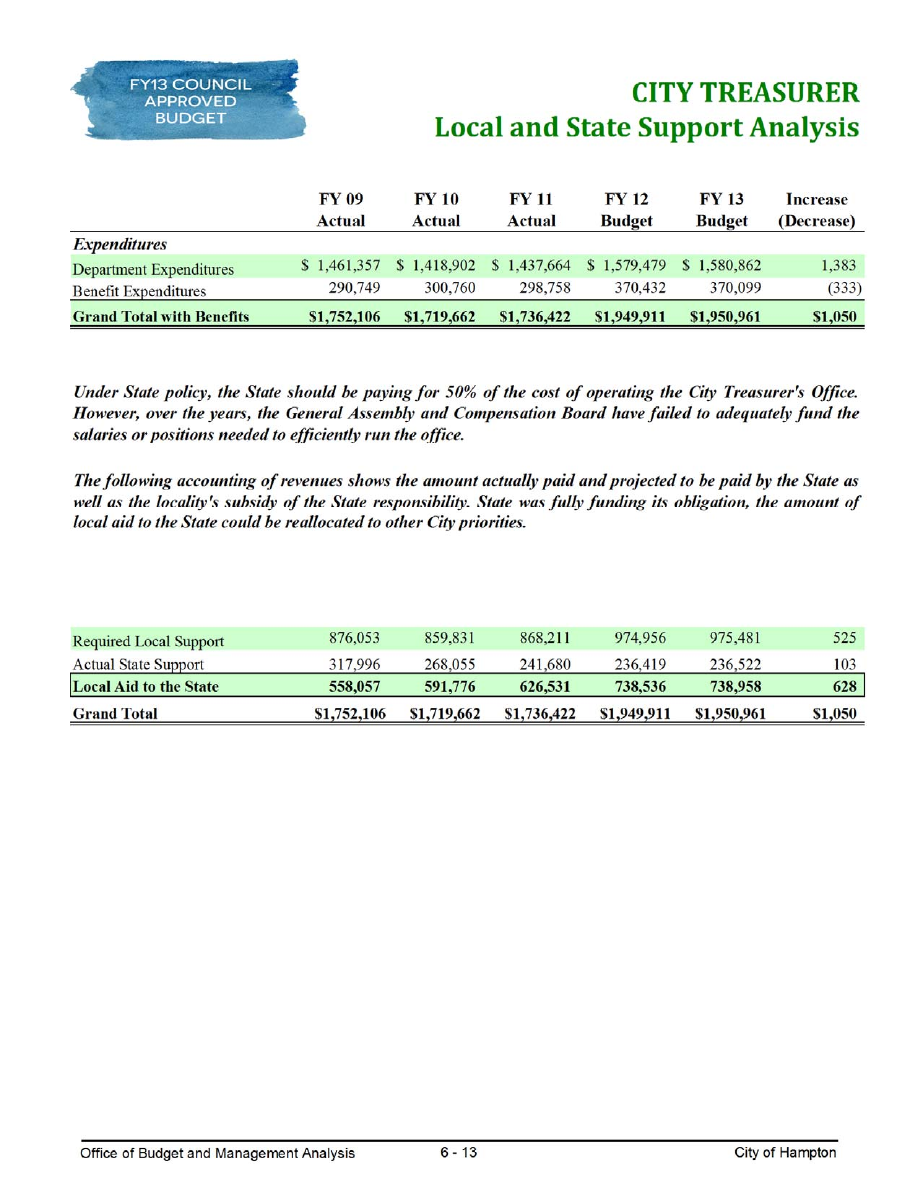 FY13 COUNCIL
APPROVED
BUDGET
CITY TREASURER
Local and State Support Analysis
FY 09 FY 10 FY 11 FY 12 FY 13 Increase
Actual Actual Actual Budget Budget (Decrease)
Expenditures
Department Expenditures $ 1,461,357 $ 1,418,902 $ 1,437,664 $ 1,579,479 $ 1,580,862 1,383
Benefit Expenditures 290,749 300,760 298,758 370,432 370,099 (333)
Grand Total with Benefits $1,752,106 $1,719,662 $1,736,422 $1,949,911 $1,950,961 $1,050
Under State policy, the State should be paying for 50% of the cost of operating the City Treasurer's Office.
However, over the years, the General Assembly and Compensation Board have failed to adequately fund the
salaries or positions needed to efficiently run the office.
The following accounting of revenues shows the amount actually paid and projected to be paid by the State as
well as the locality's subsidy of the State responsibility. State was fully funding its obligation, the amount of
local aid to the State could be reallocated to other City priorities.
Required Local Support 876,053 859,831 868,211 974,956 975,481 525
Actual State Support 317,996 268,055 241,680 236,419 236,522 103
Local Aid to the State 558,057 591,776 626,531 738,536 738,958 628
Grand Total $1,752,106 $1,719,662 $1,736,422 $1,949,911 $1,950,961 $1,050
Office of Budget and Management Analysis 6 - 13 City of Hampton